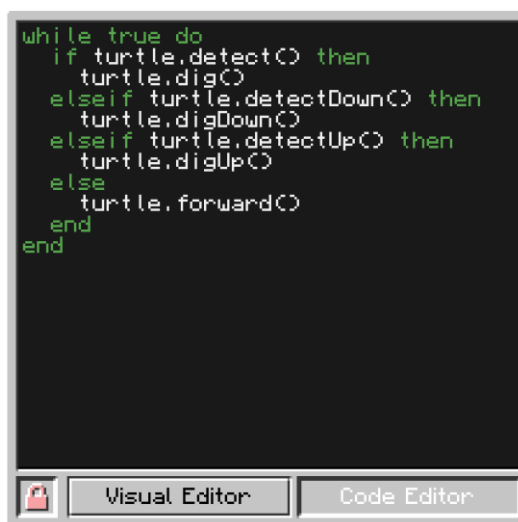 while true do
  if turtle.detect() then
    turtle.dig()
  elseif turtle.detectDown() then
    turtle.digDown()
  elseif turtle.detectUp() then
    turtle.digUp()
  else
    turtle.forward()
  end
end
Visual Editor Code Editor